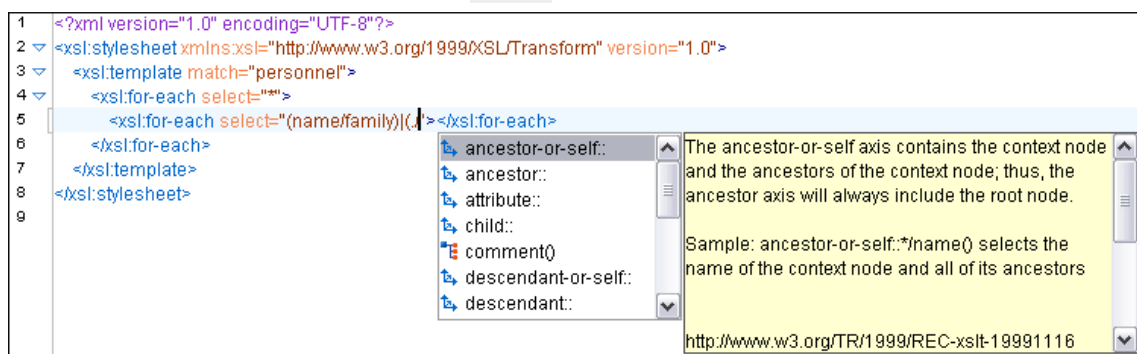 1 <?xml version="1.0" encoding="UTF-8"?>
2 <xsl:stylesheet xmlns:xsl="http://www.w3.org/1999/XSL/Transform" version="1.0">
3 <xsl:template match="personnel">
4 <xsl:for-each select="*">
5 <xsl:for-each select="(name/family)|(./"></xsl:for-each>
6 </xsl:for-each>
7 </xsl:template>
8 </xsl:stylesheet>
9
ancestor-or-self::
ancestor::
attribute::
child::
comment()
descendant-or-self::
descendant::
The ancestor-or-self axis contains the context node
and the ancestors of the context node; thus, the
ancestor axis will always include the root node.
Sample: ancestor-or-self::*/name() selects the
name of the context node and all of its ancestors
http://www.w3.org/TR/1999/REC-xslt-19991116